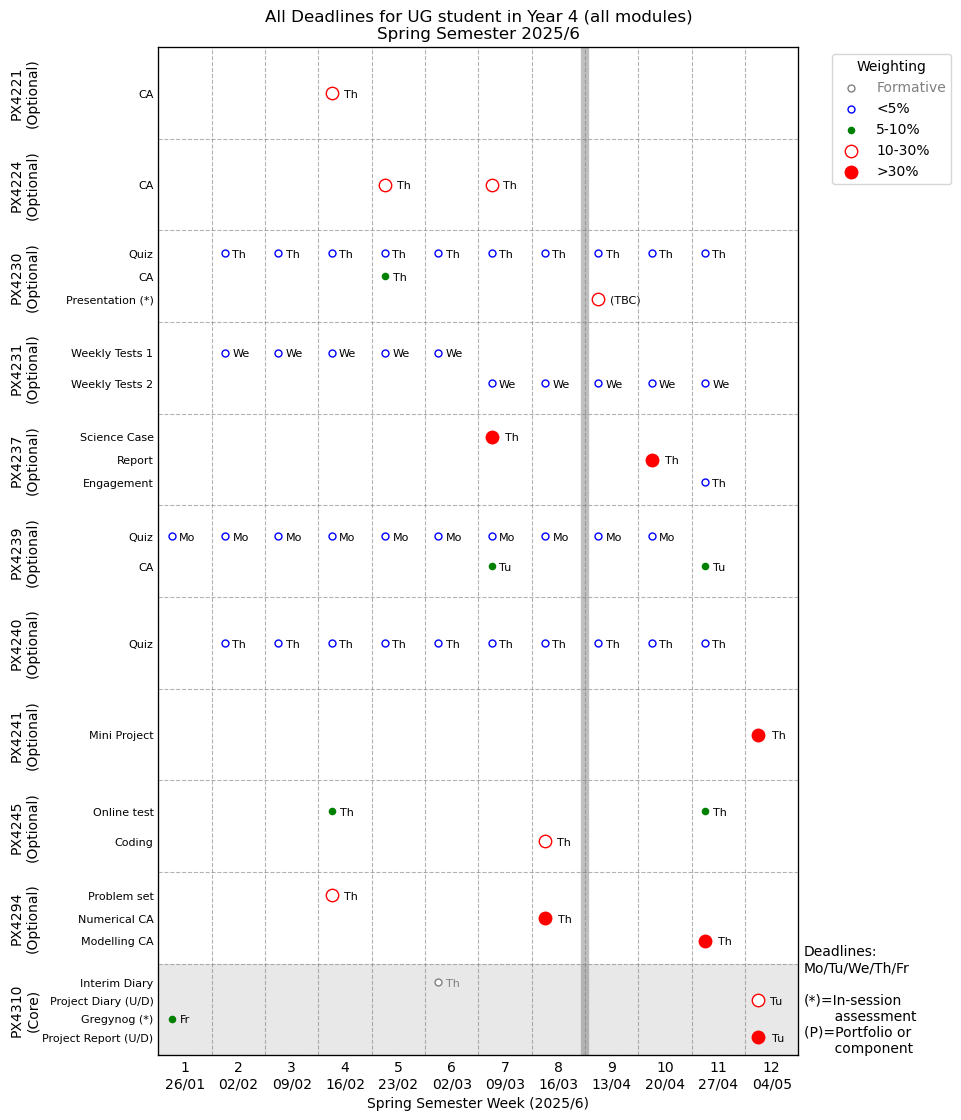 All Deadlines for UG student in Year 4 (all modules)
Spring Semester 2025/6
Weighting
Formative
<5%
5-10%
10-30%
>30%
PX4221
(Optional)
CA
Th
PX4224
(Optional)
CA
Th Th
PX4230
(Optional)
Quiz
Th Th Th Th Th Th Th Th Th Th
CA
Th
Presentation (*)
(TBC)
PX4231
(Optional)
Weekly Tests 1
We We We We We
Weekly Tests 2
We We We We We
PX4237
(Optional)
Science Case
Th
Report
Th
Engagement
Th
PX4239
(Optional)
Quiz
Mo Mo Mo Mo Mo Mo Mo Mo Mo Mo
CA
Tu Tu
PX4240
(Optional)
Quiz
Th Th Th Th Th Th Th Th Th Th
PX4241
(Optional)
Mini Project
Th
PX4245
(Optional)
Online test
Th Th
Coding
Th
PX4294
(Optional)
Problem set
Th
Numerical CA
Th
Modelling CA
Th
PX4310
(Core)
Interim Diary
Th
Project Diary (U/D)
Tu
Gregynog (*)
Fr
Project Report (U/D)
Tu
Deadlines:
Mo/Tu/We/Th/Fr
(*)=In-session
assessment
(P)=Portfolio or
component
1 2 3 4 5 6 7 8 9 10 11 12
26/01 02/02 09/02 16/02 23/02 02/03 09/03 16/03 13/04 20/04 27/04 04/05
Spring Semester Week (2025/6)